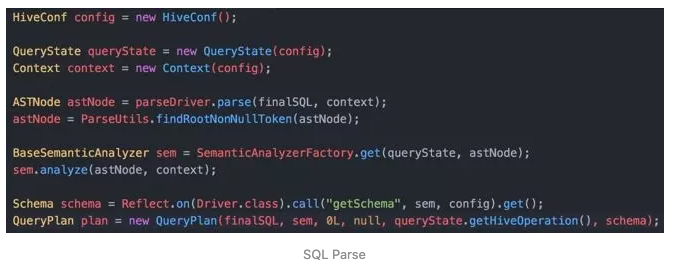 HiveConf config = new HiveConf();
QueryState queryState = new QueryState(config);
Context context = new Context(config);
ASTNode astNode = parseDriver.parse(finalSQL, context);
astNode = ParseUtils.findRootNonNullToken(astNode);
BaseSemanticAnalyzer sem = SemanticAnalyzerFactory.get(queryState, astNode);
sem.analyze(astNode, context);
Schema schema = Reflect.on(Driver.class).call("getSchema", sem, config).get();
QueryPlan plan = new QueryPlan(finalSQL, sem, 0L, null, queryState.getHiveOperation(), schema);
SQL Parse